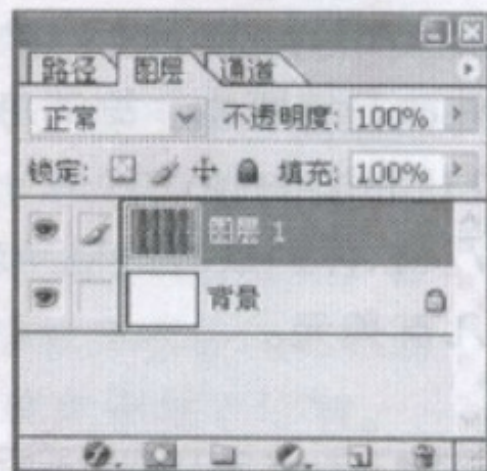 路径 图层 通道
正常 不透明度: 100%
锁定: 填充: 100%
图层 1
背景